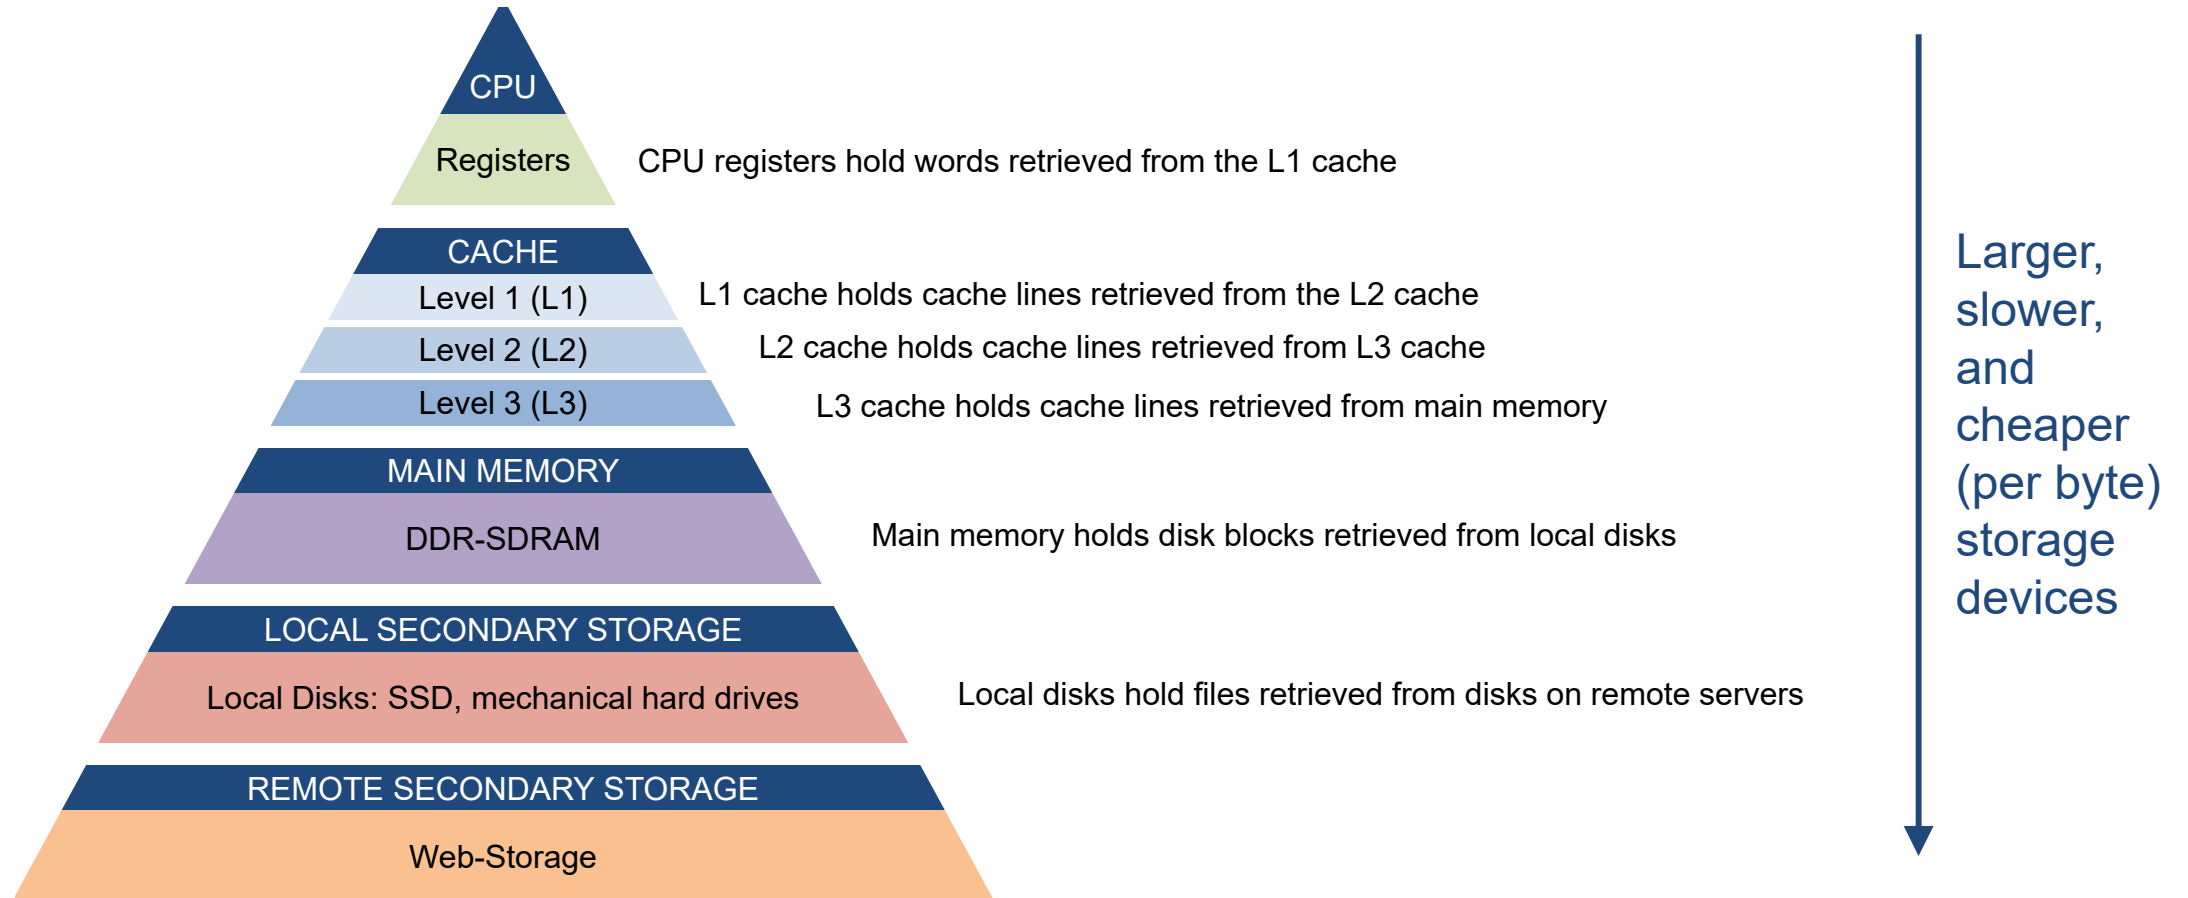 CPU
Registers
CPU registers hold words retrieved from the L1 cache
CACHE
Level 1 (L1)
L1 cache holds cache lines retrieved from the L2 cache
Level 2 (L2)
L2 cache holds cache lines retrieved from L3 cache
Level 3 (L3)
L3 cache holds cache lines retrieved from main memory
MAIN MEMORY
DDR-SDRAM
Main memory holds disk blocks retrieved from local disks
LOCAL SECONDARY STORAGE
Local Disks: SSD, mechanical hard drives
Local disks hold files retrieved from disks on remote servers
REMOTE SECONDARY STORAGE
Web-Storage
Larger,
slower,
and
cheaper
(per byte)
storage
devices